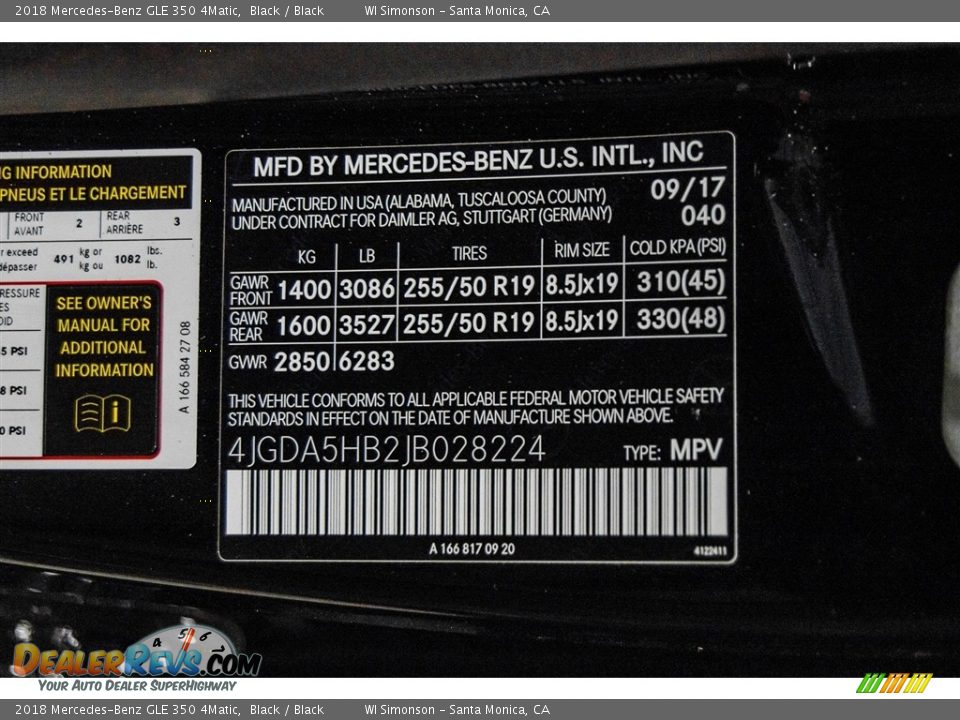 2018 Mercedes-Benz GLE 350 4Matic, Black / Black WI Simonson - Santa Monica, CA
G INFORMATION
PNEUS ET LE CHARGEMENT
FRONT AVANT 2 REAR ARRIÈRE 3
exceed 491 kg or kg ou 1082 lbs. lb.
dépasser
5 PSI
8 PSI
0 PSI
SEE OWNER'S
MANUAL FOR
ADDITIONAL
INFORMATION
A 166 584 27 08
MFD BY MERCEDES-BENZ U.S. INTL., INC
MANUFACTURED IN USA (ALABAMA, TUSCALOOSA COUNTY) 09/17
UNDER CONTRACT FOR DAIMLER AG, STUTTGART (GERMANY) 040
KG LB TIRES RIM SIZE COLD KPA (PSI)
GAWR FRONT 1400 3086 255/50 R19 8.5Jx19 310(45)
GAWR REAR 1600 3527 255/50 R19 8.5Jx19 330(48)
GVWR 2850 6283
THIS VEHICLE CONFORMS TO ALL APPLICABLE FEDERAL MOTOR VEHICLE SAFETY
STANDARDS IN EFFECT ON THE DATE OF MANUFACTURE SHOWN ABOVE.
4JGDA5HB2JB028224 TYPE: MPV
A 166 817 09 20 4122411
4 5 6
DealerRevs.com
Your Auto Dealer SuperHighway
2018 Mercedes-Benz GLE 350 4Matic, Black / Black WI Simonson - Santa Monica, CA